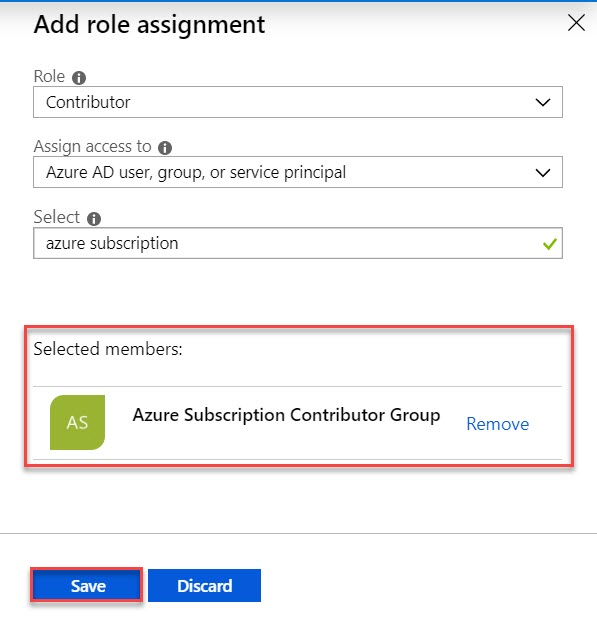 Add role assignment
Role
Contributor
Assign access to
Azure AD user, group, or service principal
Select
azure subscription
Selected members:
AS
Azure Subscription Contributor Group
Remove
Save
Discard